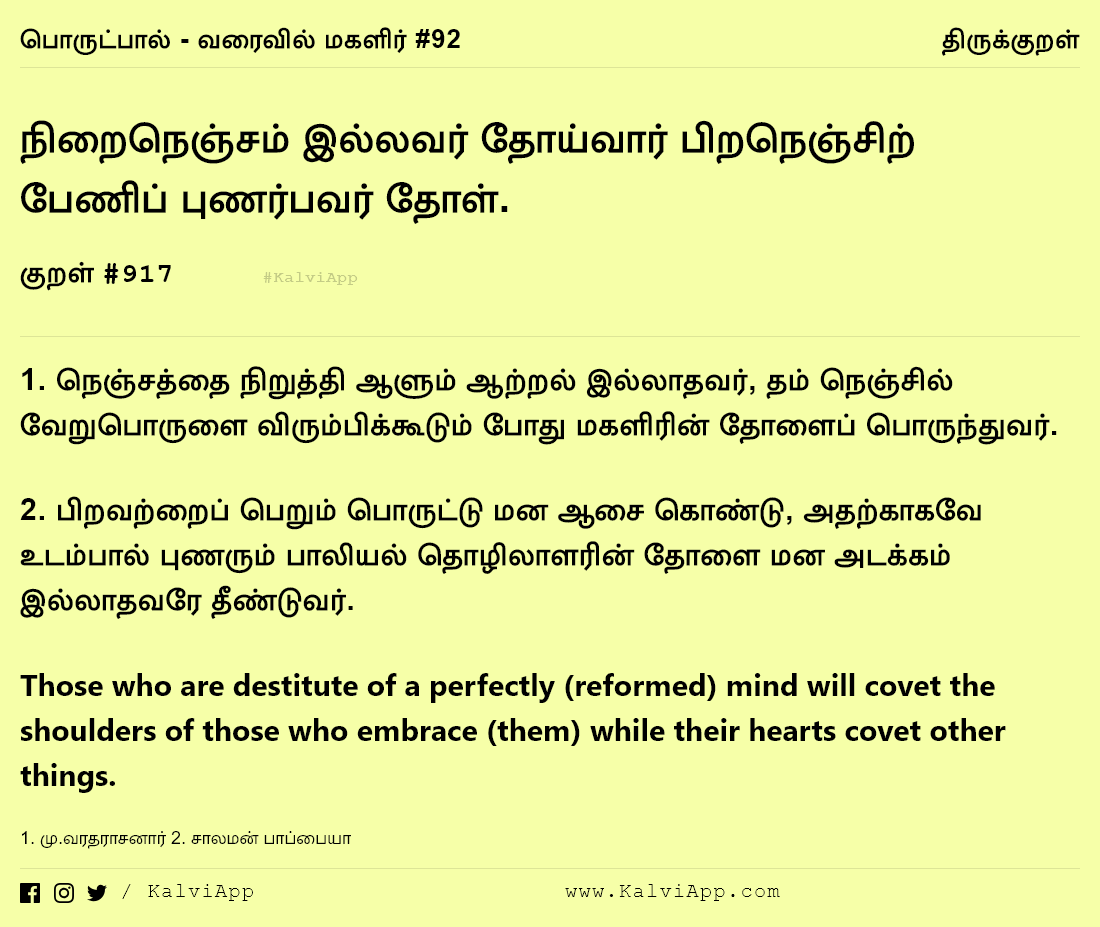 பொருட்பால் - வரைவில் மகளிர் #92 திருக்குறள்
நிறைநெஞ்சம் இல்லவர் தோய்வார் பிறநெஞ்சிற்
பேணிப் புணர்பவர் தோள்.
குறள் #917 #KalviApp
1. நெஞ்சத்தை நிறுத்தி ஆளும் ஆற்றல் இல்லாதவர், தம் நெஞ்சில்
வேறுபொருளை விரும்பிக்கூடும் போது மகளிரின் தோளைப் பொருந்துவர்.
2. பிறவற்றைப் பெறும் பொருட்டு மன ஆசை கொண்டு, அதற்காகவே
உடம்பால் புணரும் பாலியல் தொழிலாளரின் தோளை மன அடக்கம்
இல்லாதவரே தீண்டுவர்.
Those who are destitute of a perfectly (reformed) mind will covet the
shoulders of those who embrace (them) while their hearts covet other
things.
1. மு.வரதராசனார் 2. சாலமன் பாப்பையா
/ KalviApp www.KalviApp.com